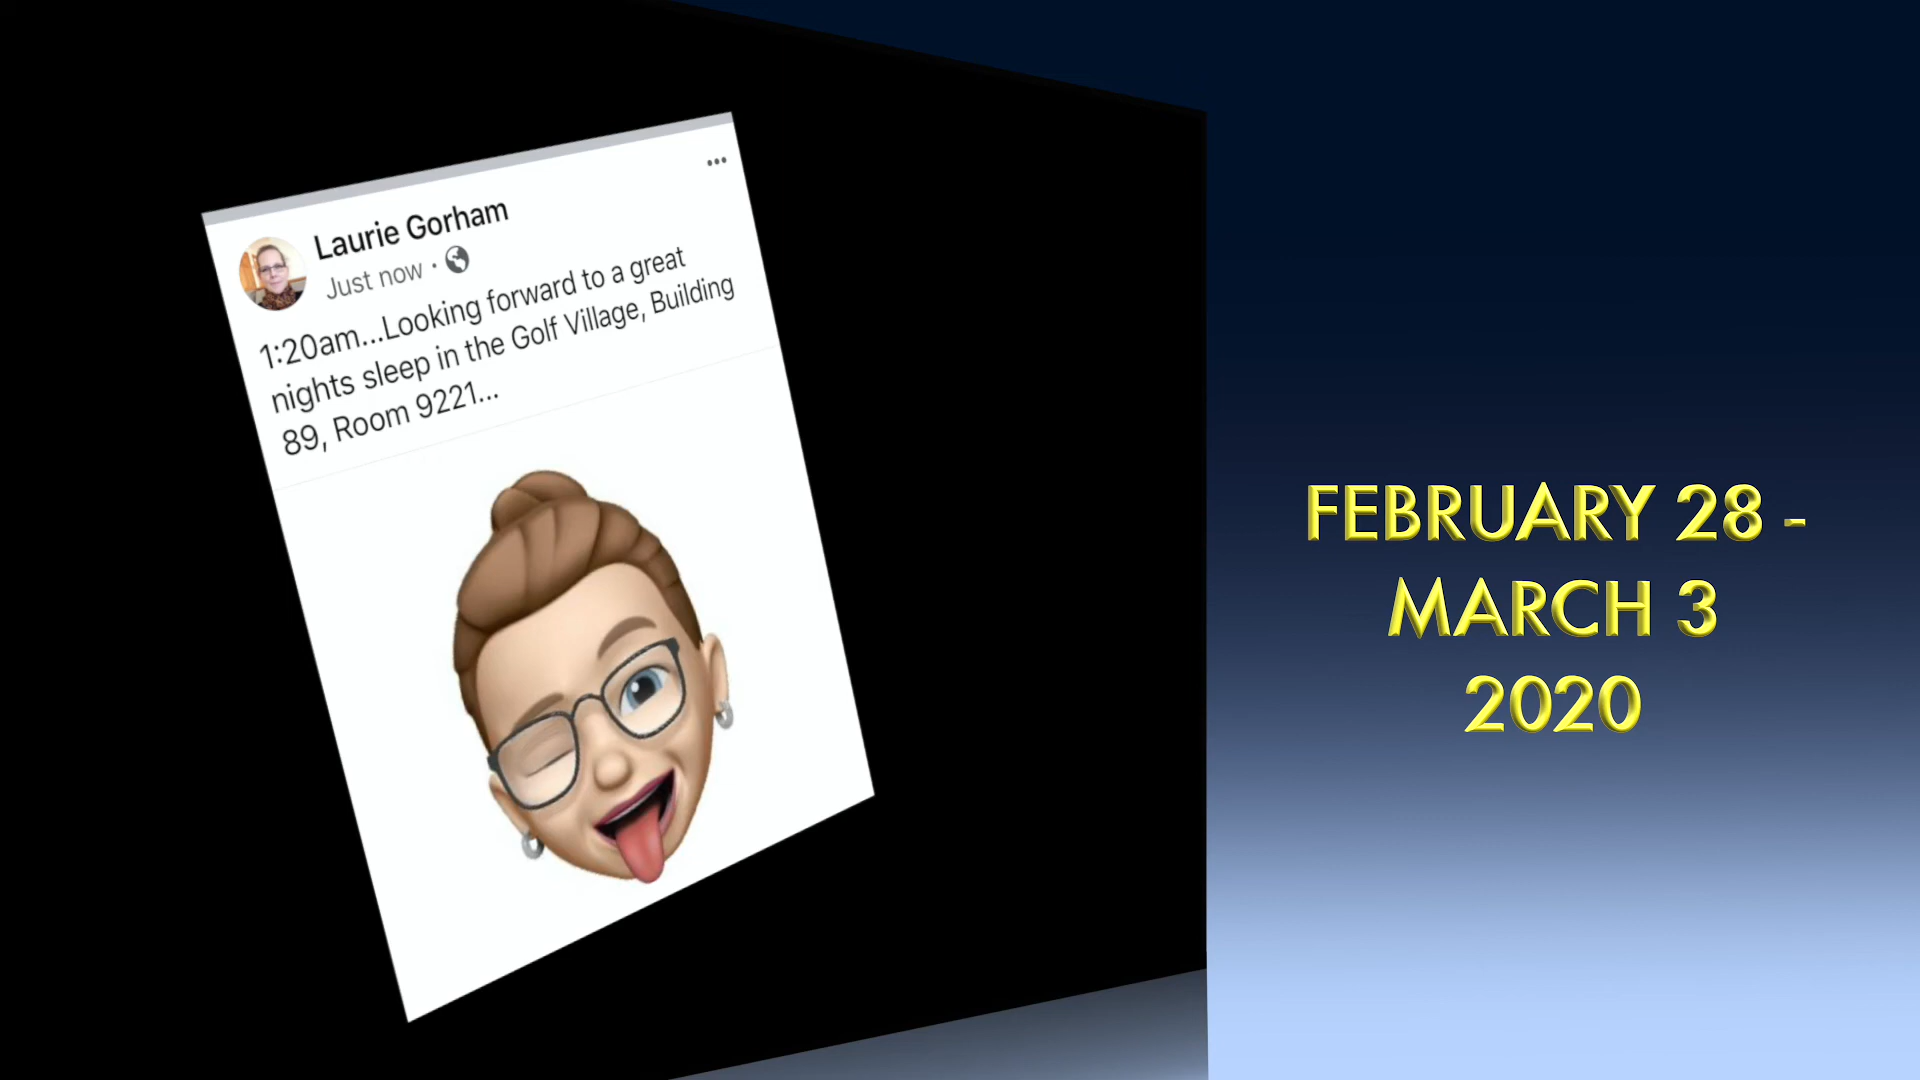 Laurie Gorham
Just now ·
1:20am...Looking forward to a great
nights sleep in the Golf Village, Building
89, Room 9221...
FEBRUARY 28 -
MARCH 3
2020